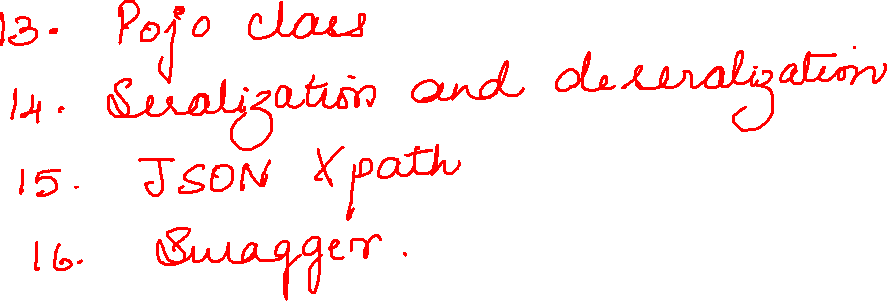 13. Pojo class
14. Seralization and deseralization
15. JSON Xpath
16. Swagger.